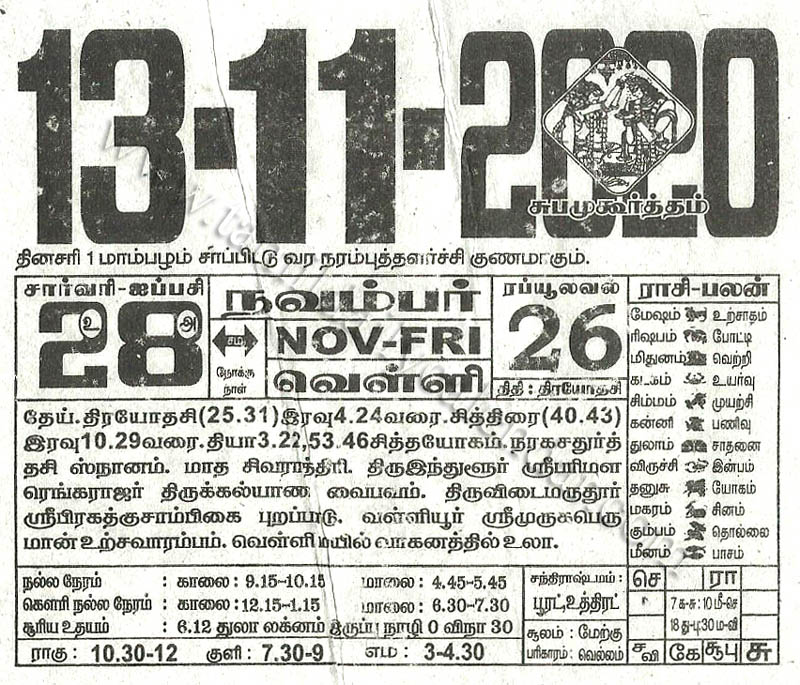 13-11-2020
சுபமுகூர்த்தம்
தினசரி 1 மாம்பழம் சாப்பிட்டு வர நரம்புத்தளர்ச்சி குணமாகும்.
சார்வரி-ஐப்பசி
28
உ
அ
சம
நோக்கு
நாள்
நவம்பர்
NOV-FRI
வெள்ளி
ரப்யூலவல்
26
திதி : திரயோதசி
ராசி-பலன்
மேஷம் உற்சாதம்
ரிஷபம் போட்டி
மிதுனம் வெற்றி
கடகம் உயர்வு
சிம்மம் முயற்சி
கன்னி பணிவு
துலாம் சாதனை
விருச்சி இன்பம்
தனுசு யோகம்
மகரம் சினம்
கும்பம் தொல்லை
மீனம் பாசம்
தேய்.திரயோதசி(25.31)இரவு4.24வரை.சித்திரை(40.43)
இரவு10.29வரை.தியா3.22,53.46சித்தயோகம்.நரகசதுர்த்
தசி ஸ்நானம். மாத சிவராத்திரி. திருஇந்துளூர் ஸ்ரீபரிமள
ரெங்கராஜர் திருக்கல்யாண வைபவம். திருவிடைமருதூர்
ஸ்ரீபிரகத்குசாம்பிகை புறப்பாடு. வள்ளியூர் ஸ்ரீமுருகபெரு
மான் உற்சவாரம்பம். வெள்ளிமயில் வாகனத்தில் உலா.
நல்ல நேரம் : காலை: 9.15-10.15 மாலை: 4.45-5.45
கௌரி நல்ல நேரம் : காலை: 12.15-1.15 மாலை: 6.30-7.30
சூரிய உதயம் : 6.12 துலா லக்னம் இருப்பு நாழி 0 விநா 30
ராகு: 10.30-12 குளி: 7.30-9 எம: 3-4.30
சந்திராஷ்டமம்:
பூரட்,உத்திரட்
சூலம் : மேற்கு
பரிகாரம் : வெல்லம்
செ ரா
7 க-சு: 10 மீ-செ
18 து-பு:30 ம-வி
சவி கே சூபு சு